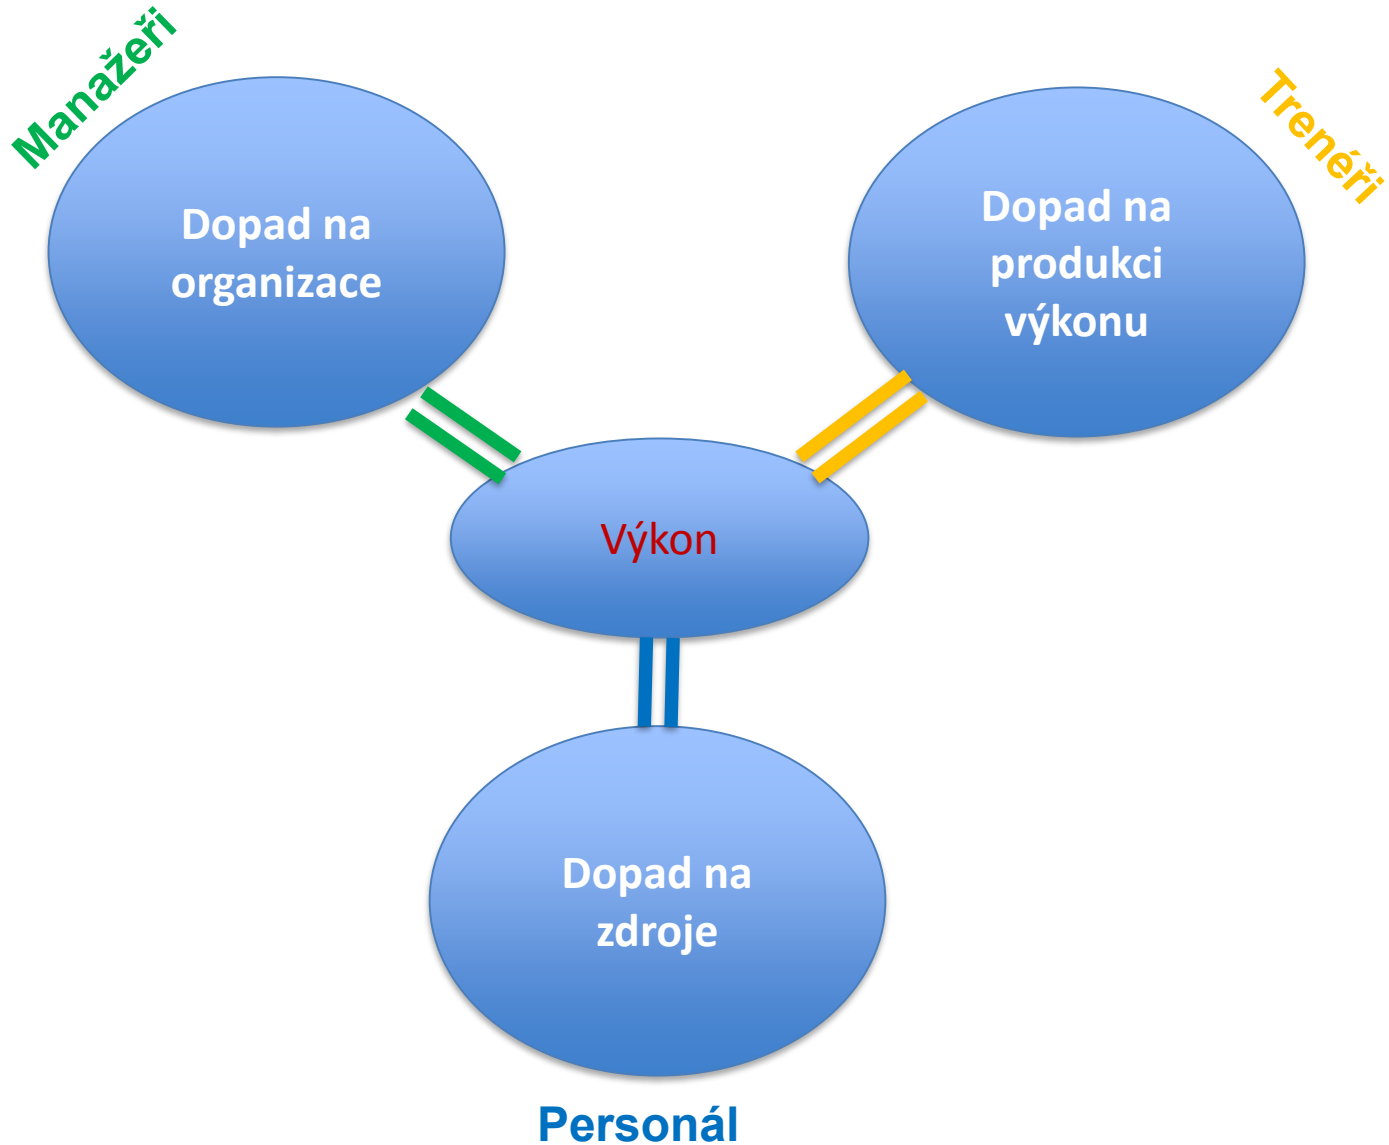 Manažeři
Trenéři
Dopad na
organizace
Dopad na
produkci
výkonu
Výkon
Dopad na
zdroje
Personál